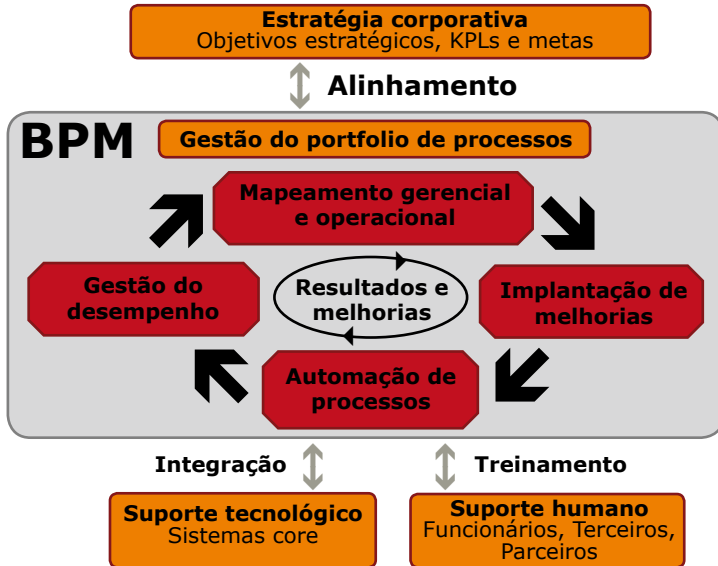 Estratégia corporativa
Objetivos estratégicos, KPLs e metas
Alinhamento
BPM
Gestão do portfolio de processos
Mapeamento gerencial
e operacional
Gestão do
desempenho
Resultados e
melhorias
Implantação de
melhorias
Automação de
processos
Integração
Treinamento
Suporte tecnológico
Sistemas core
Suporte humano
Funcionários, Terceiros,
Parceiros